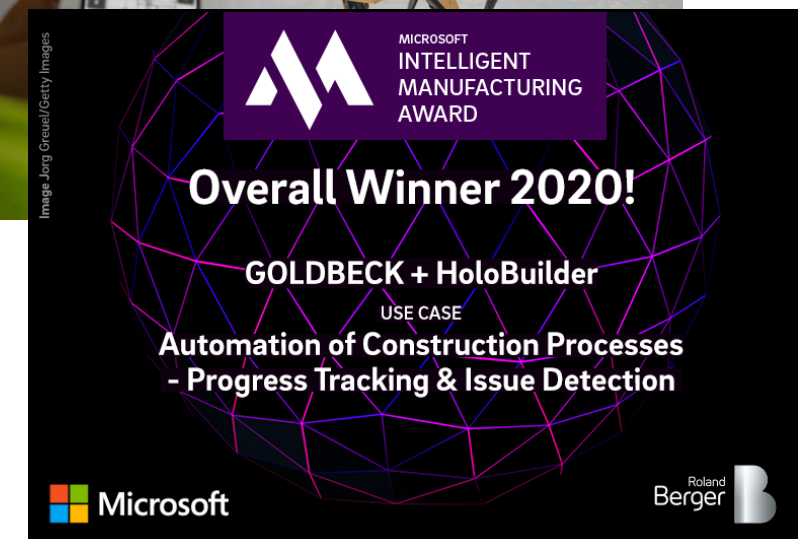 Image Jorg Greuel/Getty Images
MICROSOFT
INTELLIGENT
MANUFACTURING
AWARD
Overall Winner 2020!
GOLDBECK + HoloBuilder
USE CASE
Automation of Construction Processes
- Progress Tracking & Issue Detection
Microsoft
Roland
Berger
B